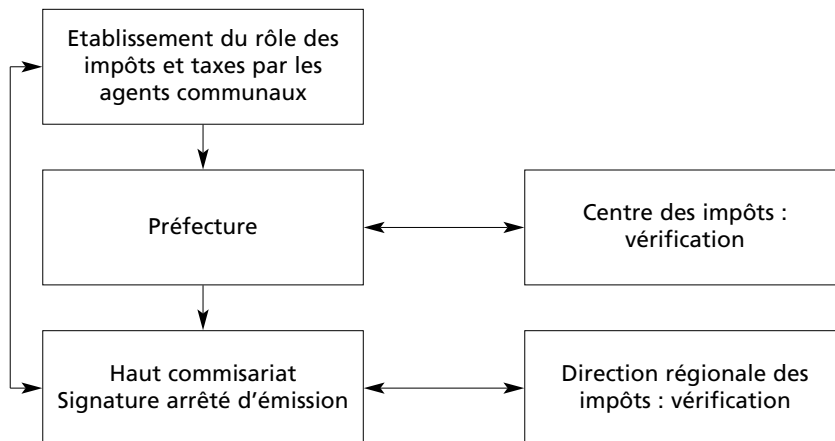 Etablissement du rôle des
impôts et taxes par les
agents communaux
Préfecture
Centre des impôts :
vérification
Haut commisariat
Signature arrêté d’émission
Direction régionale des
impôts : vérification